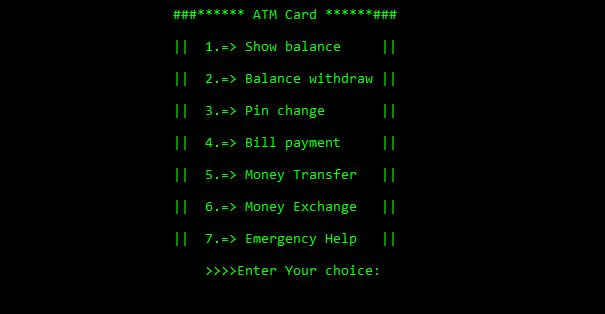 ###****** ATM Card ******###
||  1.=> Show balance     ||
||  2.=> Balance withdraw ||
||  3.=> Pin change       ||
||  4.=> Bill payment     ||
||  5.=> Money Transfer   ||
||  6.=> Money Exchange   ||
||  7.=> Emergency Help   ||
>>>>Enter Your choice: